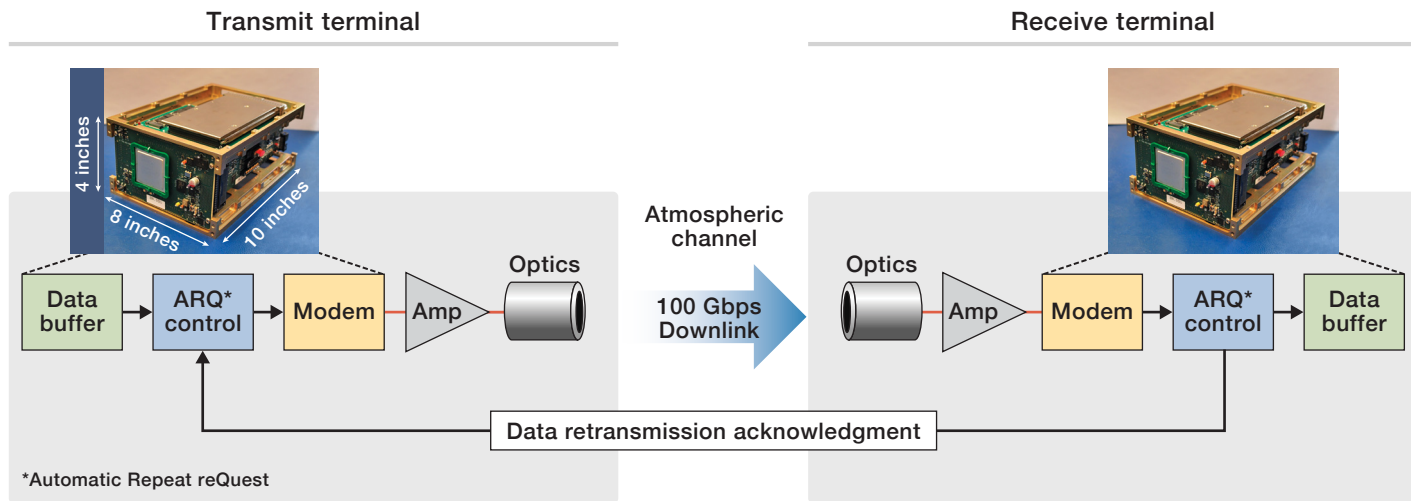 Transmit terminal
Receive terminal
4 inches
8 inches
10 inches
Atmospheric
channel
100 Gbps
Downlink
Data
buffer
ARQ*
control
Modem
Amp
Optics
Optics
Amp
Modem
ARQ*
control
Data
buffer
Data retransmission acknowledgment
*Automatic Repeat reQuest